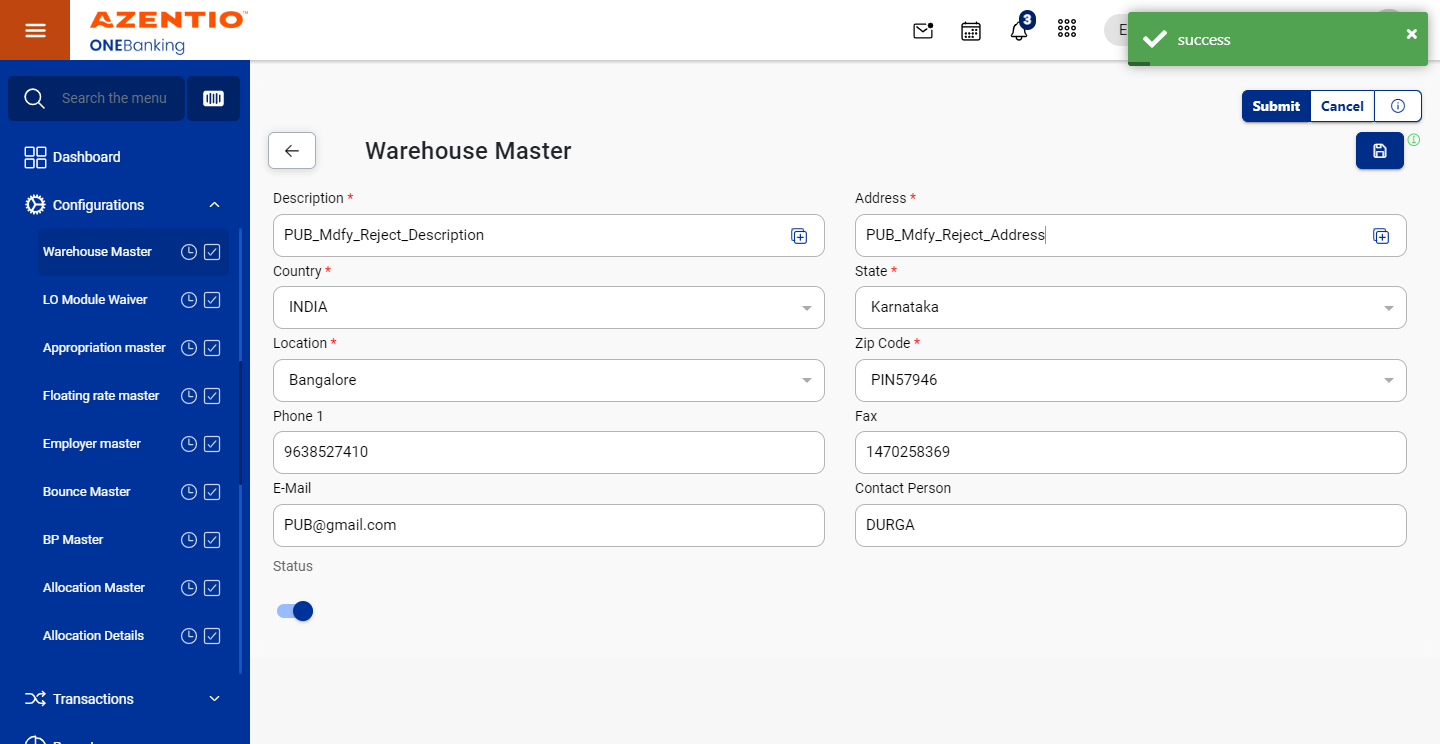 AZENTIO™
ONEBanking
3
E
success
Search the menu
Submit
Cancel
Dashboard
Warehouse Master
Configurations
Description *
Address *
PUB_Mdfy_Reject_Description
PUB_Mdfy_Reject_Address
Warehouse Master
Country *
State *
LO Module Waiver
INDIA
Karnataka
Location *
Zip Code *
Appropriation master
Bangalore
PIN57946
Floating rate master
Phone 1
Fax
Employer master
9638527410
1470258369
Bounce Master
E-Mail
Contact Person
PUB@gmail.com
DURGA
BP Master
Status
Allocation Master
Allocation Details
Transactions